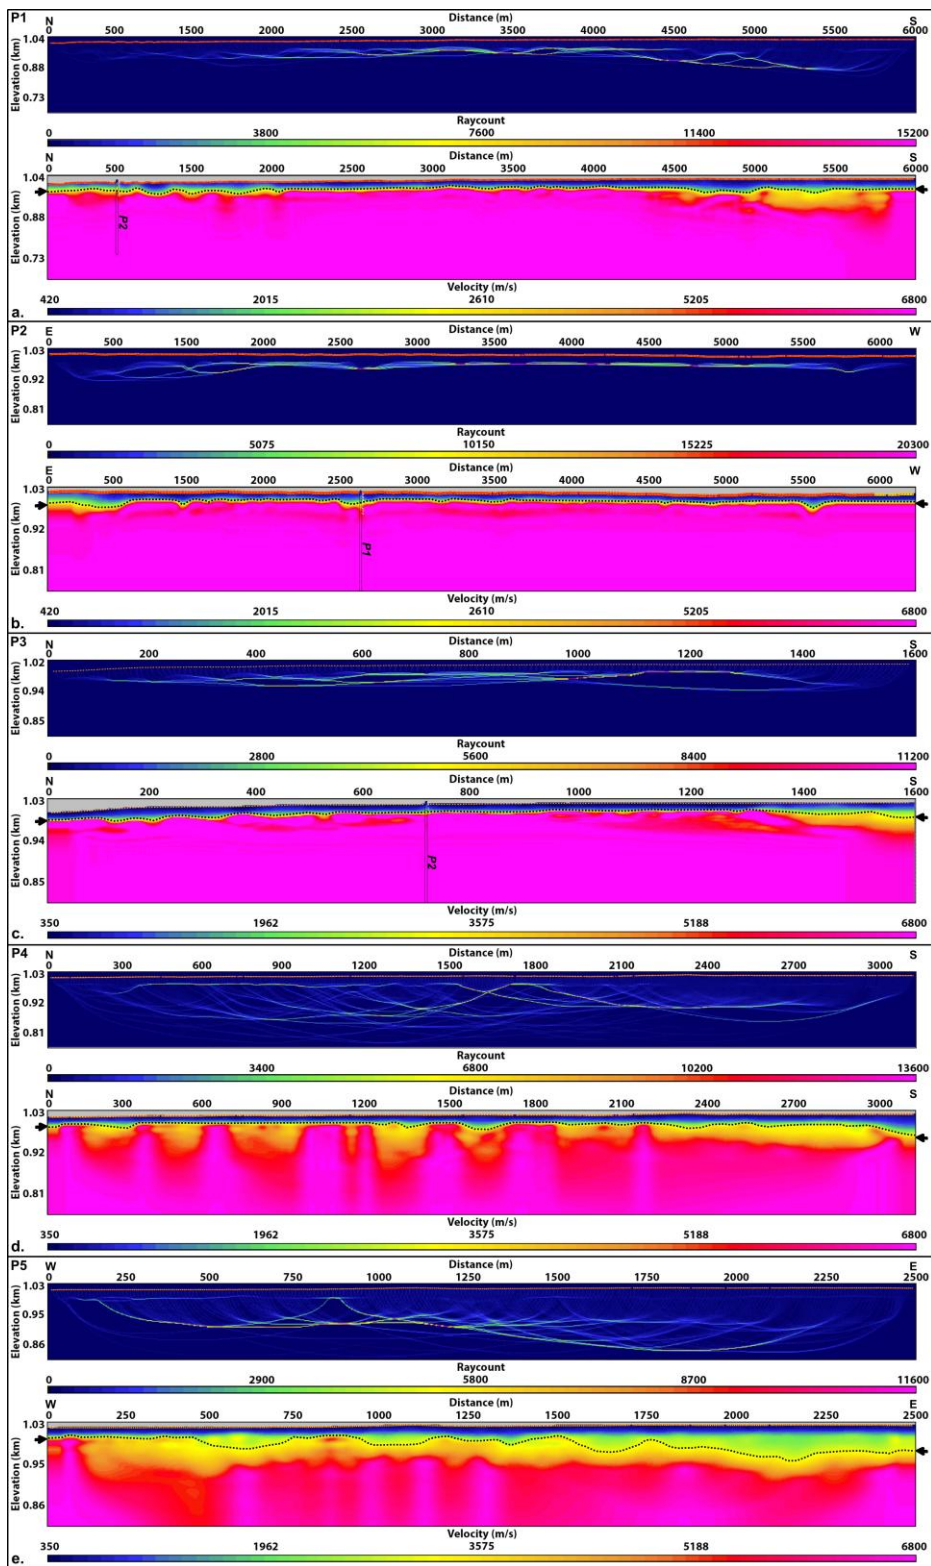 P1 N Distance (m) S
0 500 1000 1500 2000 2500 3000 3500 4000 4500 5000 5500 6000
Elevation (km)
1.04
0.88
0.73
Raycount
0 3800 7600 11400 15200
N Distance (m) S
0 500 1000 1500 2000 2500 3000 3500 4000 4500 5000 5500 6000
Elevation (km)
1.04
0.88
0.73
P2
Velocity (m/s)
a. 420 2015 2610 5205 6800
P2 E Distance (m) W
0 500 1500 2000 2500 3000 3500 4000 4500 5000 5500 6000
Elevation (km)
1.03
0.92
0.81
Raycount
0 5075 10150 15225 20300
E Distance (m) W
0 500 1500 2000 2500 3000 3500 4000 4500 5000 5500 6000
Elevation (km)
1.03
0.92
0.81
P1
Velocity (m/s)
b. 420 2015 2610 5205 6800
P3 N Distance (m) S
0 200 400 600 800 1000 1200 1400 1600
Elevation (km)
1.02
0.94
0.85
Raycount
0 2800 5600 8400 11200
N Distance (m) S
0 200 400 600 800 1000 1200 1400 1600
Elevation (km)
1.03
0.94
0.85
P2
Velocity (m/s)
c. 350 1962 3575 5188 6800
P4 N Distance (m) S
0 300 600 900 1200 1500 1800 2100 2400 2700 3000
Elevation (km)
1.03
0.92
0.81
Raycount
0 3400 6800 10200 13600
N Distance (m) S
0 300 600 900 1200 1500 1800 2100 2400 2700 3000
Elevation (km)
1.03
0.92
0.81
Velocity (m/s)
d. 350 1962 3575 5188 6800
P5 W Distance (m) E
0 250 500 750 1000 1250 1500 1750 2000 2250 2500
Elevation (km)
1.03
0.95
0.86
Raycount
0 2900 5800 8700 11600
W Distance (m) E
0 250 500 750 1000 1250 1500 1750 2000 2250 2500
Elevation (km)
1.03
0.95
0.86
Velocity (m/s)
e. 350 1962 3575 5188 6800